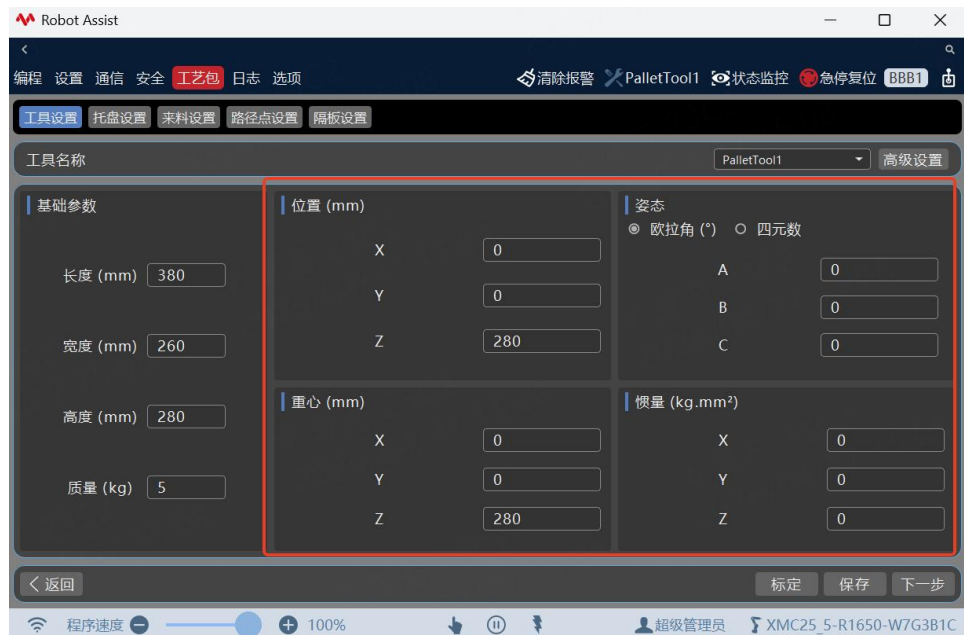 Robot Assist
编程 设置 通信 安全 工艺包 日志 选项 清除报警 PalletTool1 状态监控 急停复位 BBB1
工具设置 托盘设置 来料设置 路径点设置 隔板设置
工具名称 PalletTool1 高级设置
基础参数
长度 (mm) 380
宽度 (mm) 260
高度 (mm) 280
质量 (kg) 5
位置 (mm)
X 0
Y 0
Z 280
姿态
欧拉角 (°) 四元数
A 0
B 0
C 0
重心 (mm)
X 0
Y 0
Z 280
惯量 (kg.mm²)
X 0
Y 0
Z 0
返回 标定 保存 下一步
程序速度 100% 超级管理员 XMC25_5-R1650-W7G3B1C